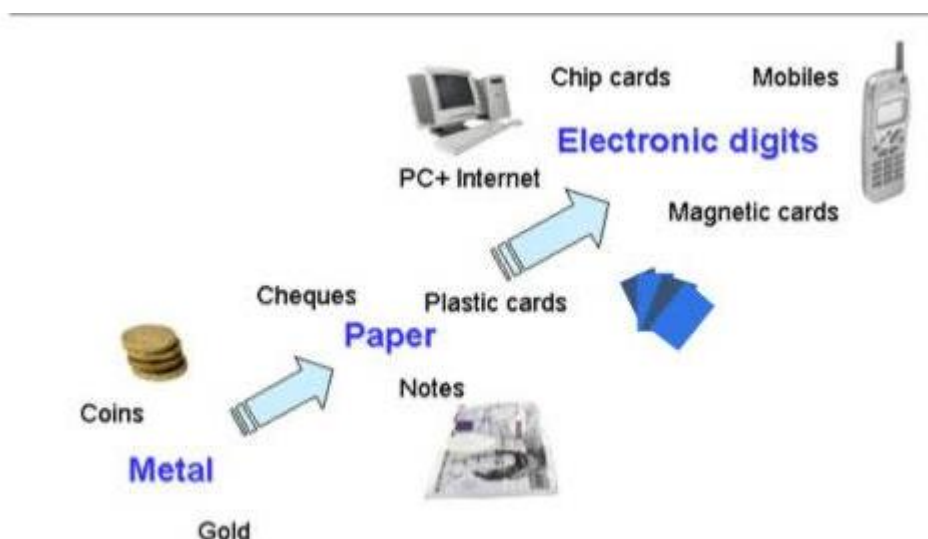 Chip cards
Mobiles
Electronic digits
PC+ Internet
Magnetic cards
Cheques
Plastic cards
Paper
Notes
Coins
Metal
Gold